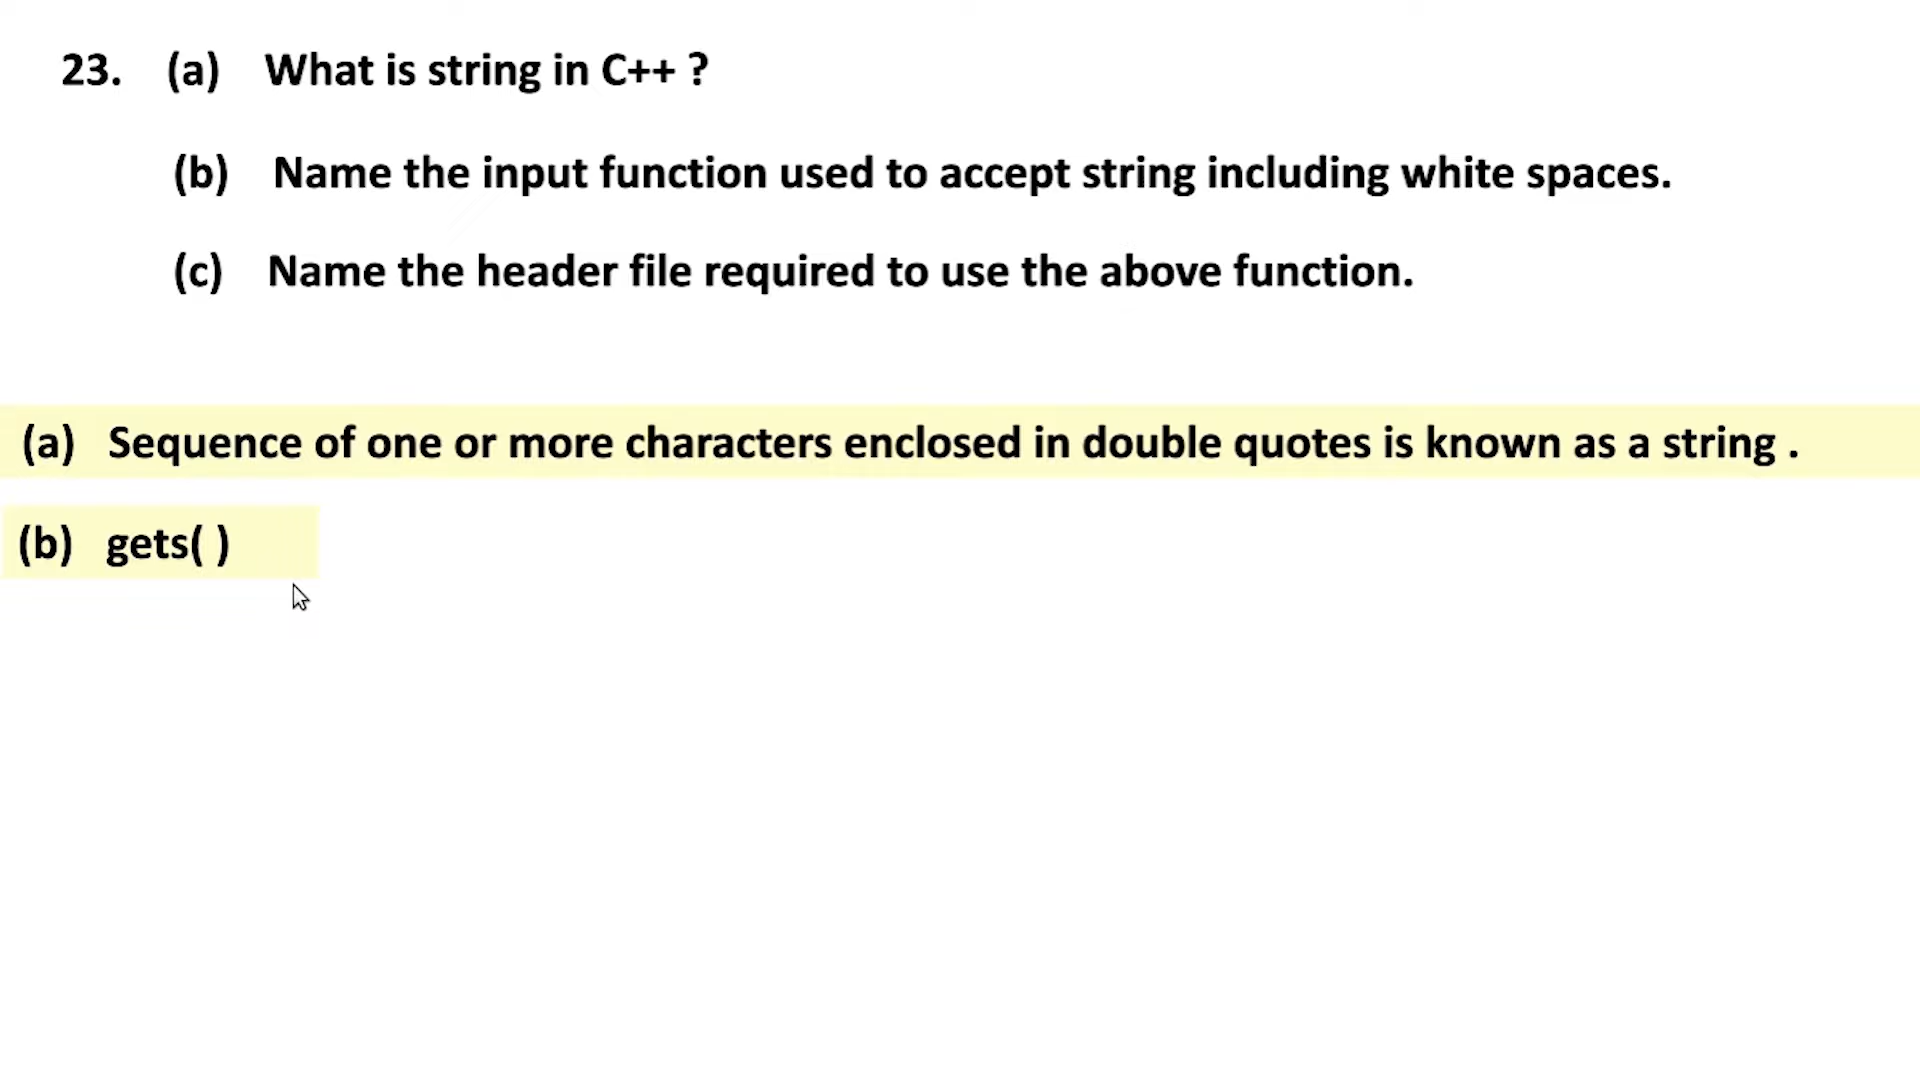 23. (a) What is string in C++ ?
(b) Name the input function used to accept string including white spaces.
(c) Name the header file required to use the above function.
(a) Sequence of one or more characters enclosed in double quotes is known as a string .
(b) gets( )